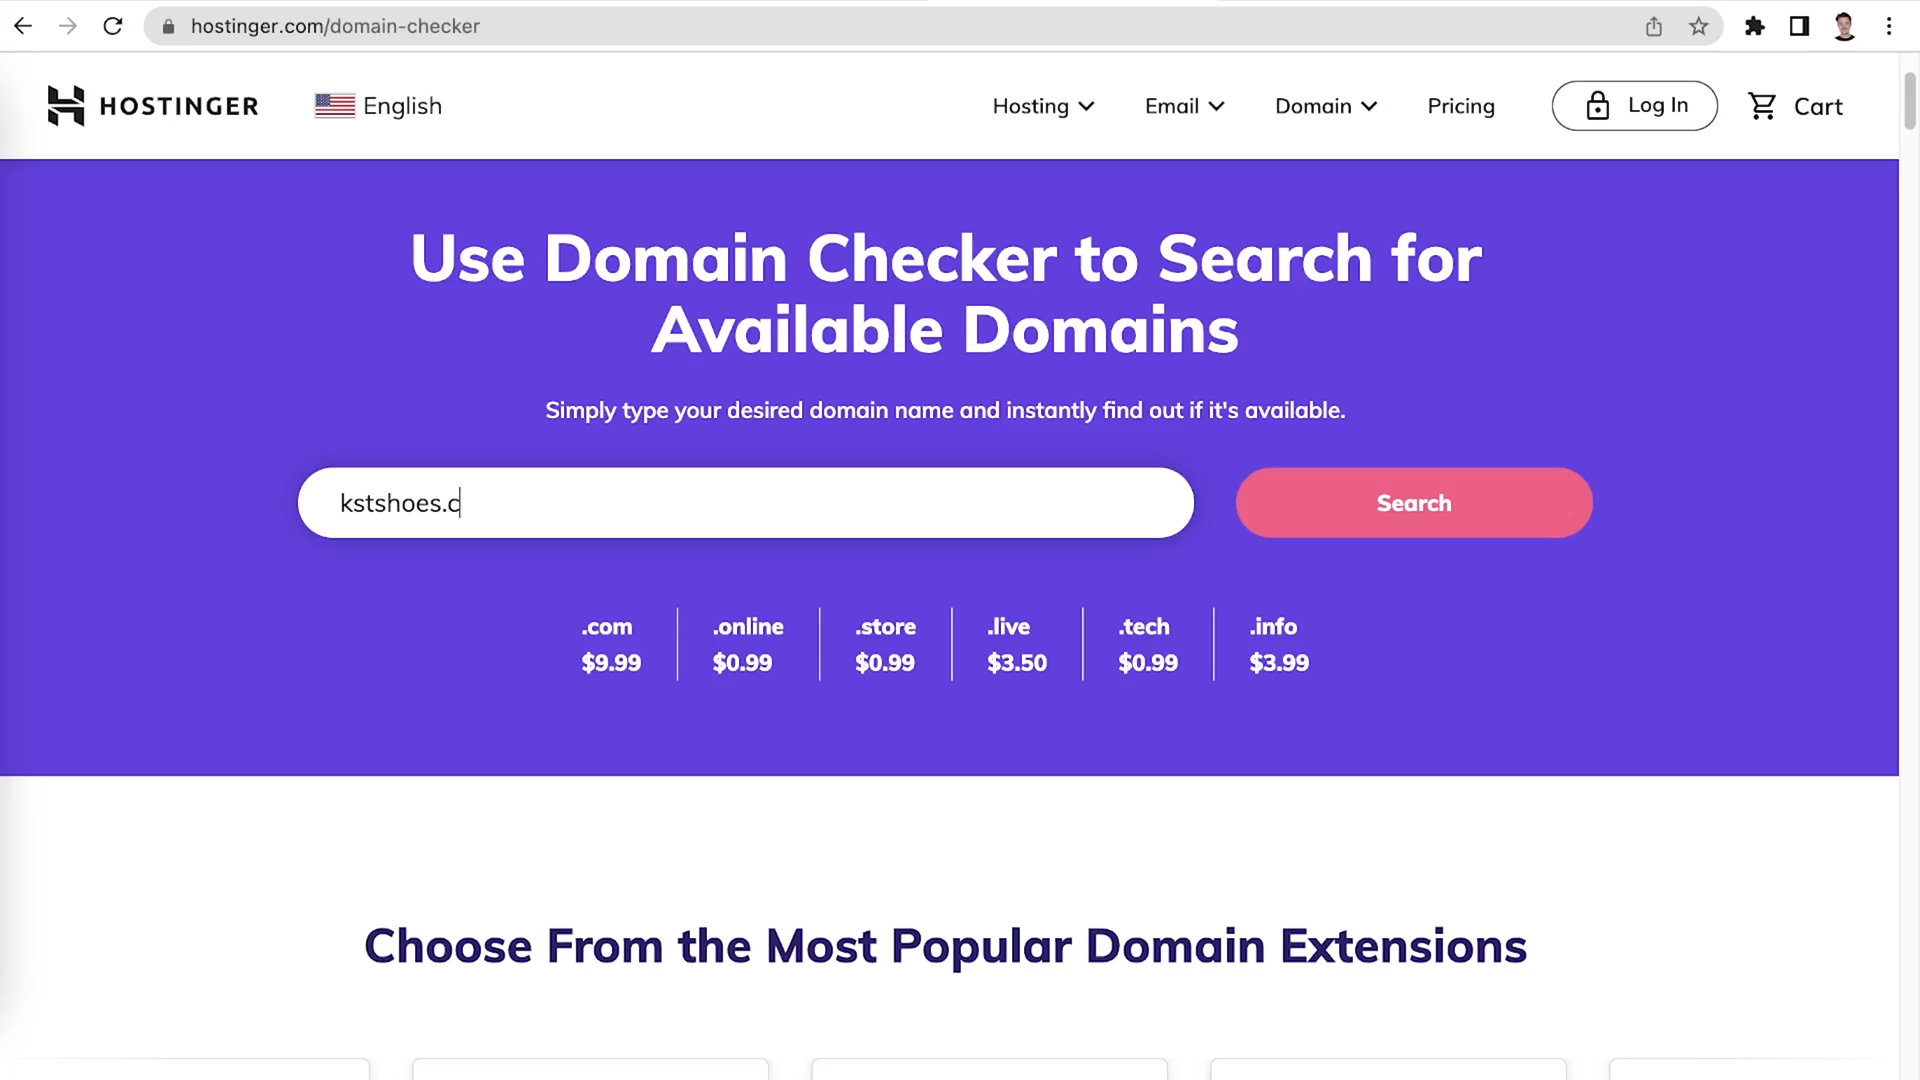 hostinger.com/domain-checker
HOSTINGER
English
Hosting
Email
Domain
Pricing
Log In
Cart
Use Domain Checker to Search for
Available Domains
Simply type your desired domain name and instantly find out if it's available.
kstshoes.c
Search
.com
$9.99
.online
$0.99
.store
$0.99
.live
$3.50
.tech
$0.99
.info
$3.99
Choose From the Most Popular Domain Extensions